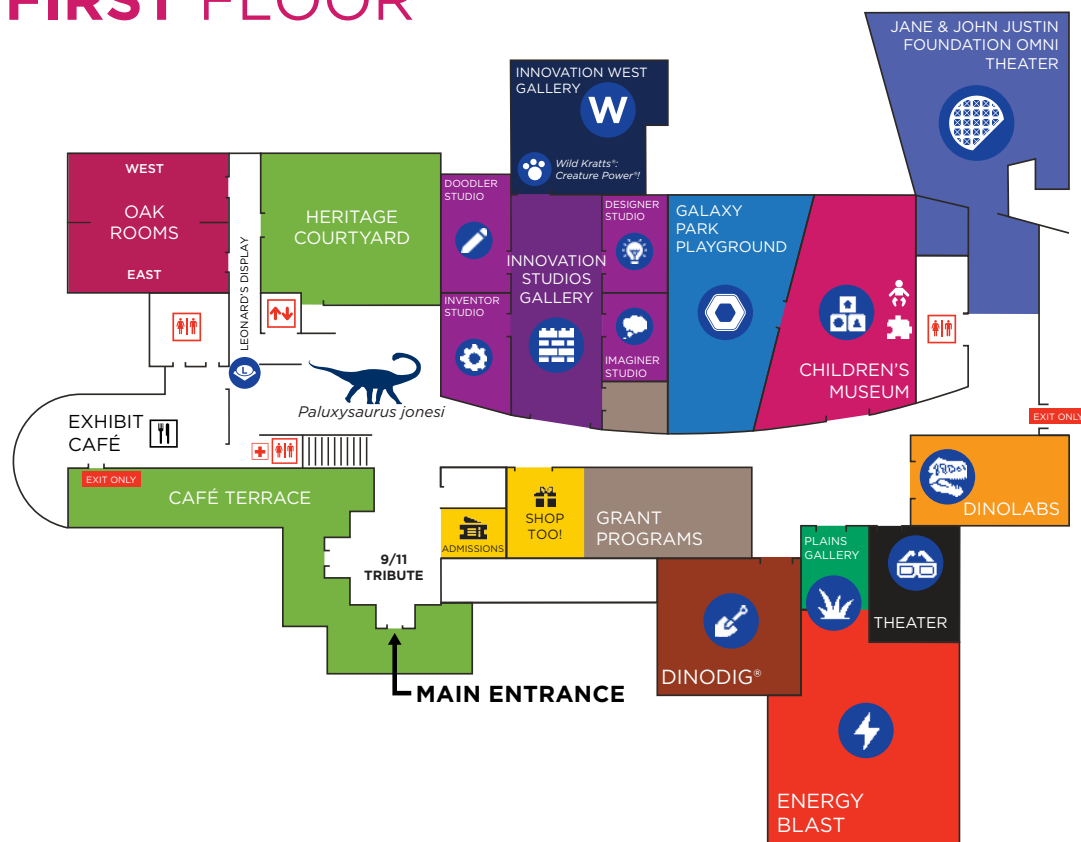 FIRST FLOOR
JANE & JOHN JUSTIN
FOUNDATION OMNI
THEATER
INNOVATION WEST
GALLERY
W
Wild Kratts®:
Creature Power®!
WEST
OAK
ROOMS
EAST
HERITAGE
COURTYARD
LEONARD'S DISPLAY
L
DOODLER
STUDIO
INVENTOR
STUDIO
INNOVATION
STUDIOS
GALLERY
DESIGNER
STUDIO
IMAGINER
STUDIO
GALAXY
PARK
PLAYGROUND
CHILDREN'S
MUSEUM
Paluxysaurus jonesi
EXHIBIT
CAFÉ
EXIT ONLY
EXIT ONLY
CAFÉ TERRACE
9/11
TRIBUTE
ADMISSIONS
SHOP
TOO!
GRANT
PROGRAMS
DINOLABS
PLAINS
GALLERY
THEATER
DINODIG®
MAIN ENTRANCE
ENERGY
BLAST